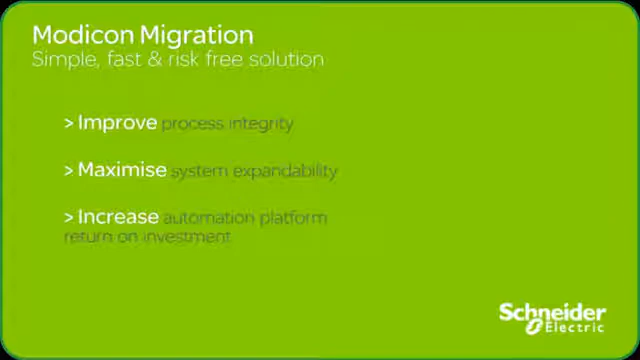 Modicon Migration
Simple, fast & risk free solution
> Improve process integrity
> Maximise system expandability
> Increase automation platform
return on investment
Schneider
Electric